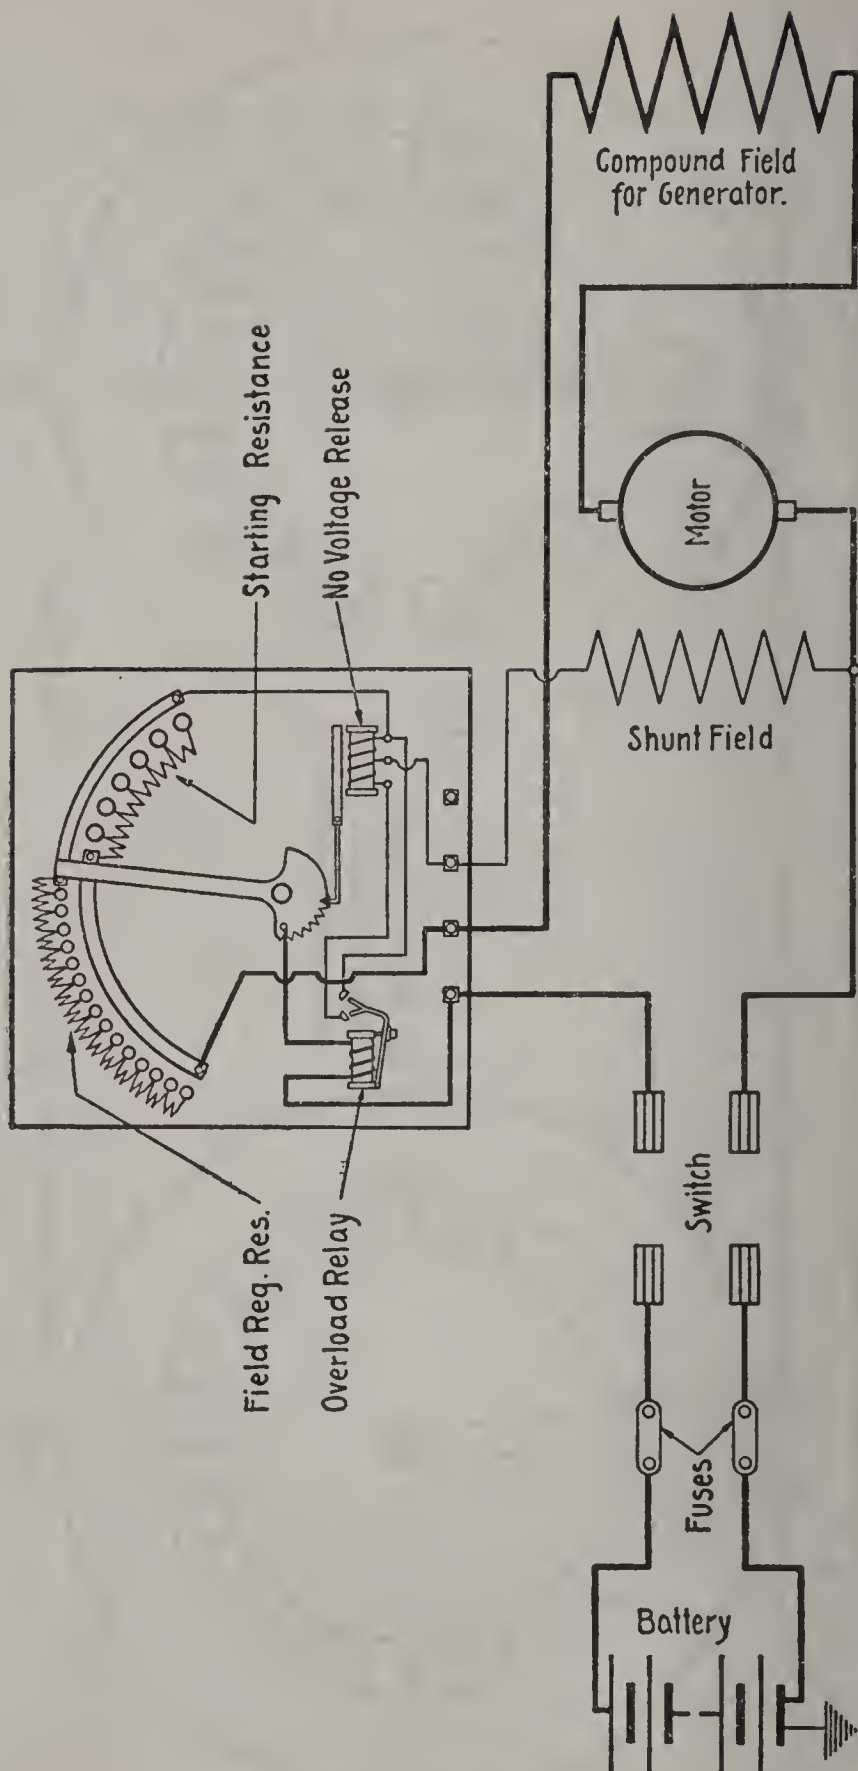 Compound Field
for Generator.
Starting Resistance
No Voltage Release
Motor
Shunt Field
Field Reg. Res.
Overload Relay
Switch
Fuses
Battery